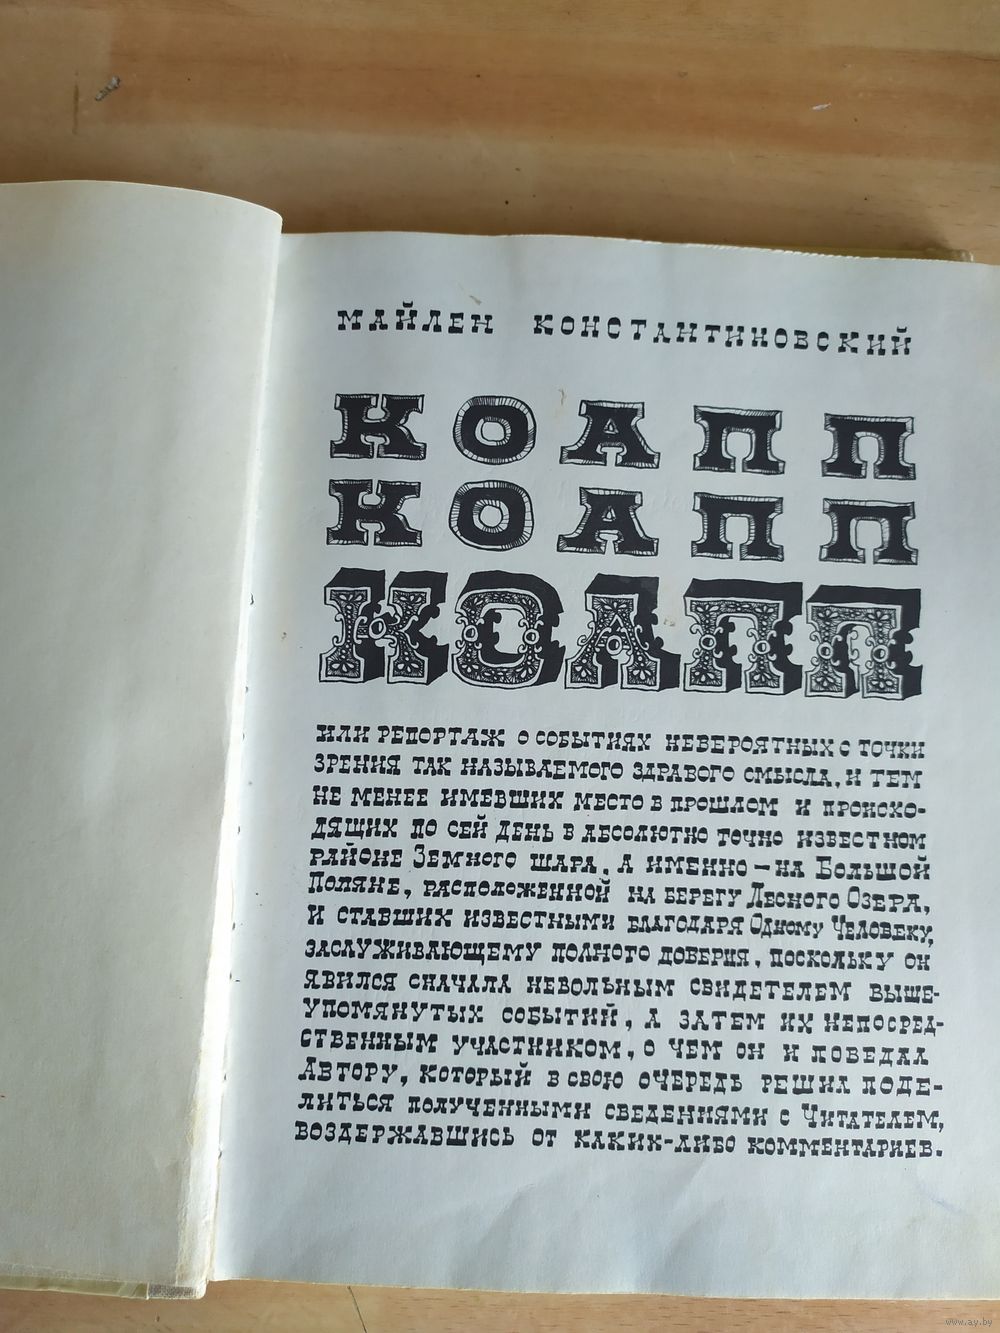 МАЙЛЕН КОНСТАНТИНОВСКИЙ
КОАПП
КОАПП
КОАПП
ИЛИ РЕПОРТАЖ О СОБЫТИЯХ НЕВЕРОЯТНЫХ С ТОЧКИ
ЗРЕНИЯ ТАК НАЗЫВАЕМОГО ЗДРАВОГО СМЫСЛА, И ТЕМ
НЕ МЕНЕЕ ИМЕВШИХ МЕСТО В ПРОШЛОМ И ПРОИСХО-
ДЯЩИХ ПО СЕЙ ДЕНЬ В АБСОЛЮТНО ТОЧНО ИЗВЕСТНОМ
РАЙОНЕ ЗЕМНОГО ШАРА, А ИМЕННО — НА БОЛЬШОЙ
ПОЛЯНЕ, РАСПОЛОЖЕННОЙ НА БЕРЕГУ ЛЕСНОГО ОЗЕРА,
И СТАВШИХ ИЗВЕСТНЫМИ БЛАГОДАРЯ ОДНОМУ ЧЕЛОВЕКУ,
ЗАСЛУЖИВАЮЩЕМУ ПОЛНОГО ДОВЕРИЯ, ПОСКОЛЬКУ ОН
ЯВИЛСЯ СНАЧАЛА НЕВОЛЬНЫМ СВИДЕТЕЛЕМ ВЫШЕ-
УПОМЯНУТЫХ СОБЫТИЙ, А ЗАТЕМ ИХ НЕПОСРЕД-
СТВЕННЫМ УЧАСТНИКОМ, О ЧЕМ ОН И ПОВЕДАЛ
АВТОРУ, КОТОРЫЙ В СВОЮ ОЧЕРЕДЬ РЕШИЛ ПОДЕ-
ЛИТЬСЯ ПОЛУЧЕННЫМИ СВЕДЕНИЯМИ С ЧИТАТЕЛЕМ,
ВОЗДЕРЖАВШИСЬ ОТ КАКИХ-ЛИБО КОММЕНТАРИЕВ.
www.ay.by